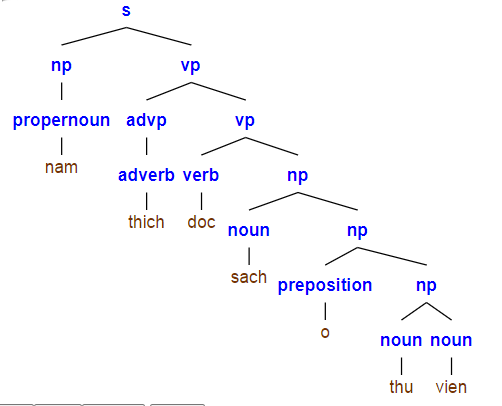 s
np vp
propernoun advp vp
nam adverb verb np
thich doc noun np
sach preposition np
o noun noun
thu vien